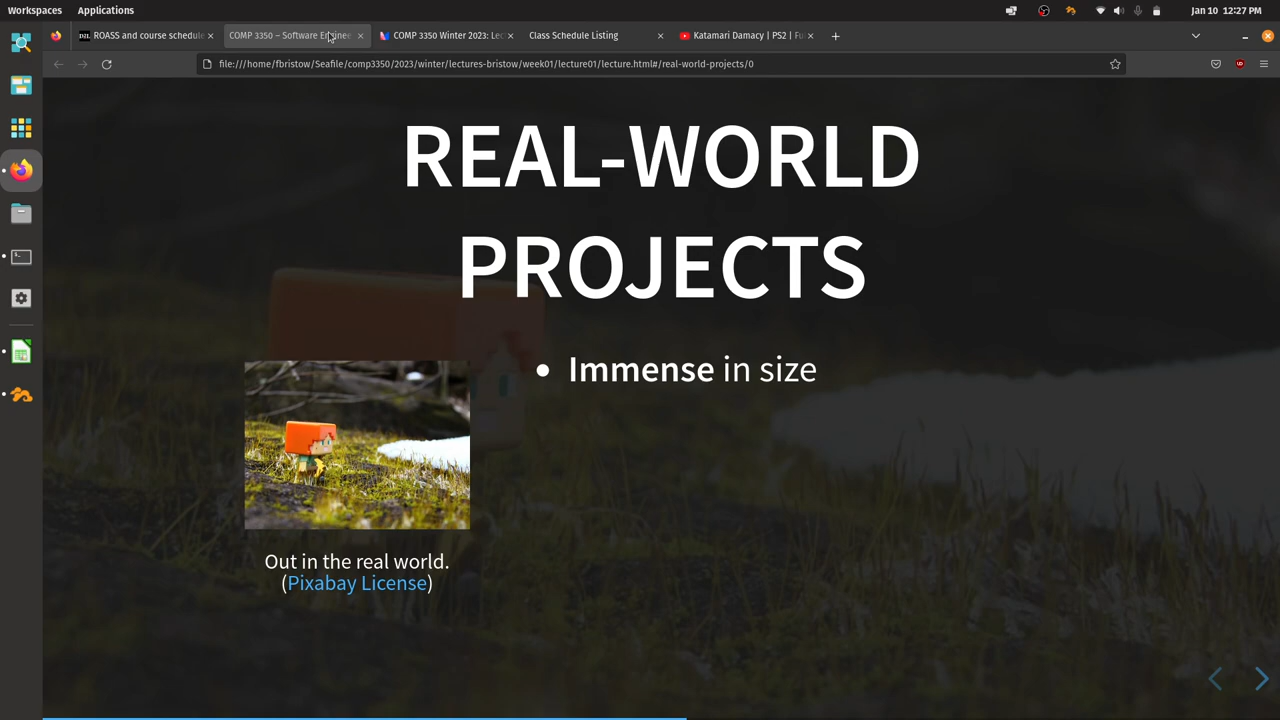 Workspaces Applications
Jan 10 12:27 PM
ROASS and course schedule
COMP 3350 – Software Enginee
COMP 3350 Winter 2023: Lec
Class Schedule Listing
Katamari Damacy | PS2 | Fu
file:///home/fbristow/Seafile/comp3350/2023/winter/lectures-bristow/week01/lecture01/lecture.html#/real-world-projects/0
REAL-WORLD
PROJECTS
• Immense in size
Out in the real world.
(Pixabay License)